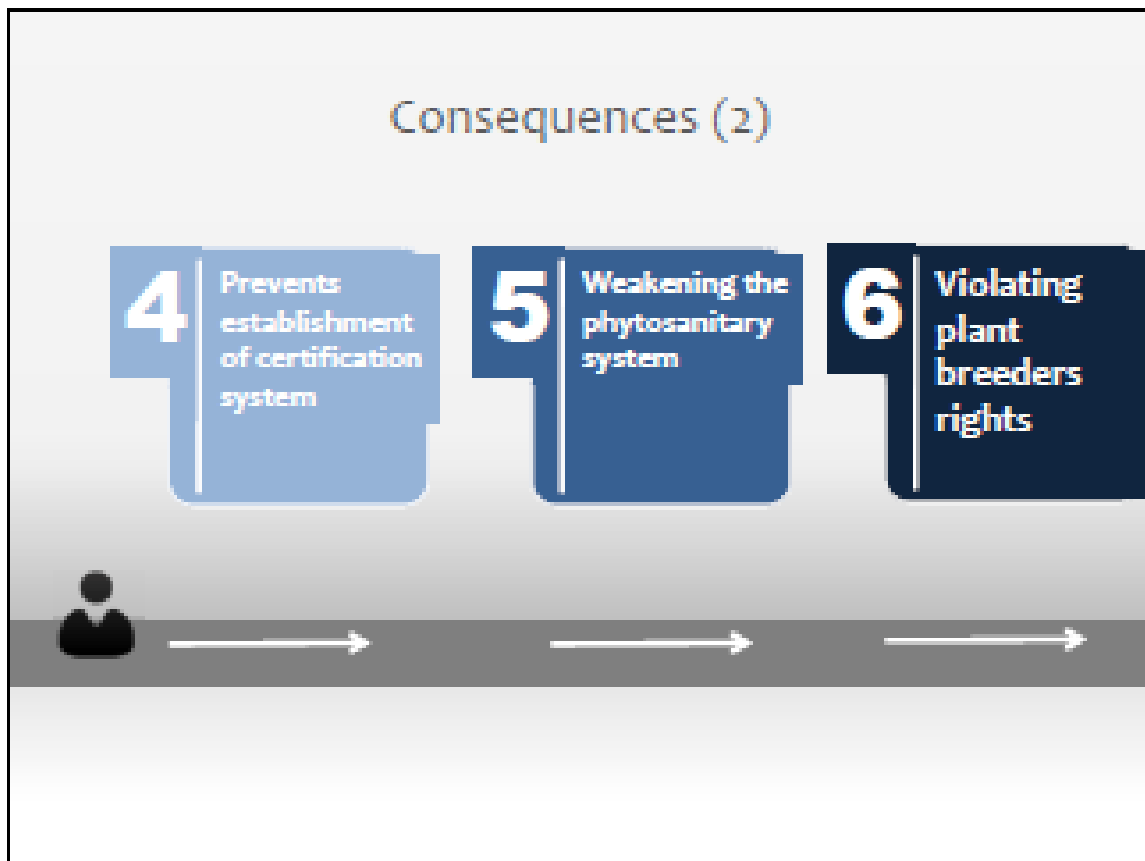 Consequences (2)
4
Prevents
establishment
of certification
system
5
Weakening the
phytosanitary
system
6
Violating
plant
breeders
rights